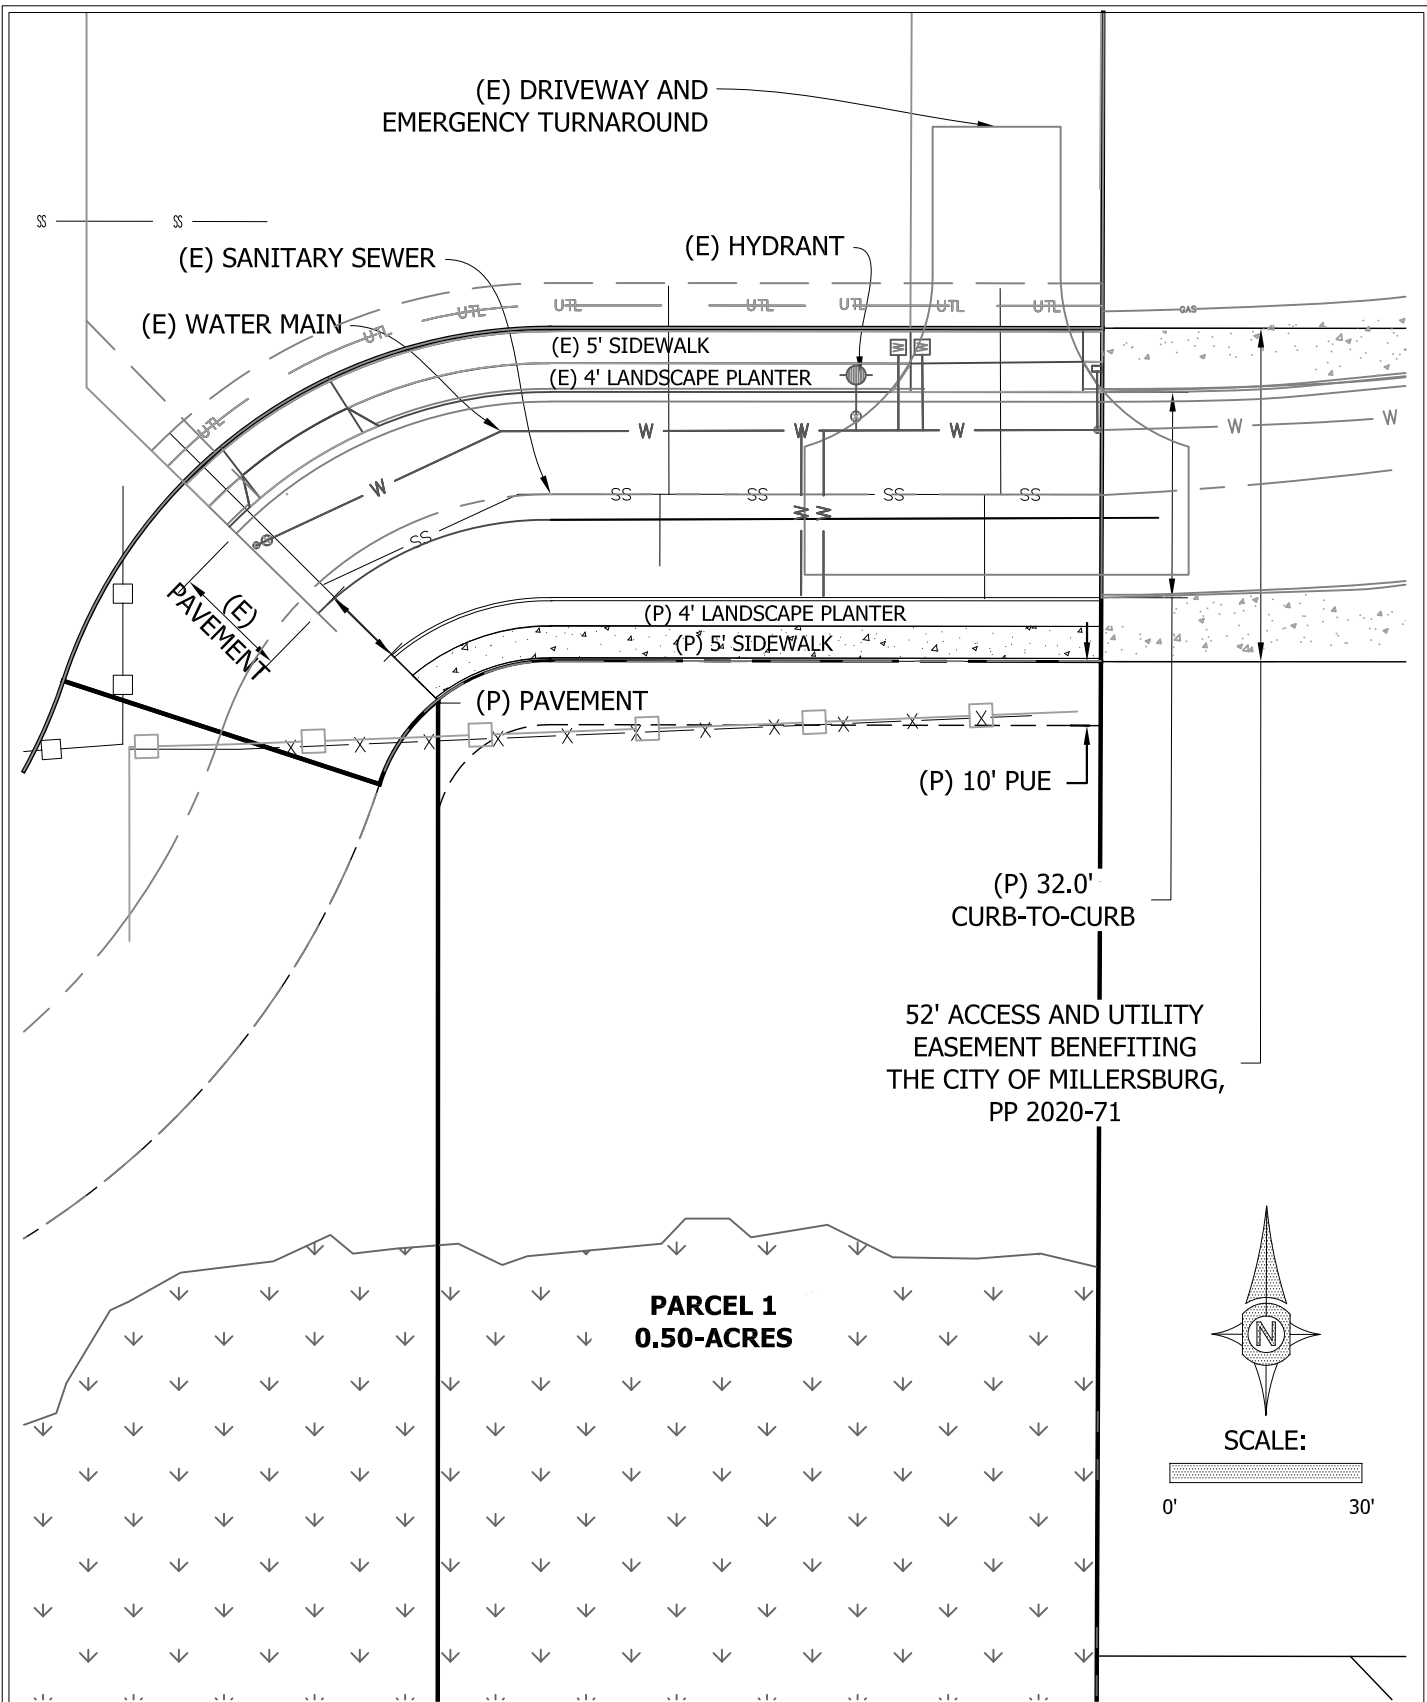 (E) DRIVEWAY AND
EMERGENCY TURNAROUND
SS
SS
(E) SANITARY SEWER
(E) HYDRANT
(E) WATER MAIN
UTL
UTL
UTL
UTL
UTL
UTL
UTL
UTL
GAS
(E) 5' SIDEWALK
(E) 4' LANDSCAPE PLANTER
W
W
W
W
W
W
W
W
SS
SS
SS
SS
SS
W
W
(E)
PAVEMENT
(P) 4' LANDSCAPE PLANTER
(P) 5' SIDEWALK
(P) PAVEMENT
X
X
X
X
X
X
X
X
X
X
X
(P) 10' PUE
(P) 32.0'
CURB-TO-CURB
52' ACCESS AND UTILITY
EASEMENT BENEFITING
THE CITY OF MILLERSBURG,
PP 2020-71
PARCEL 1
0.50-ACRES
N
SCALE:
0' 30'